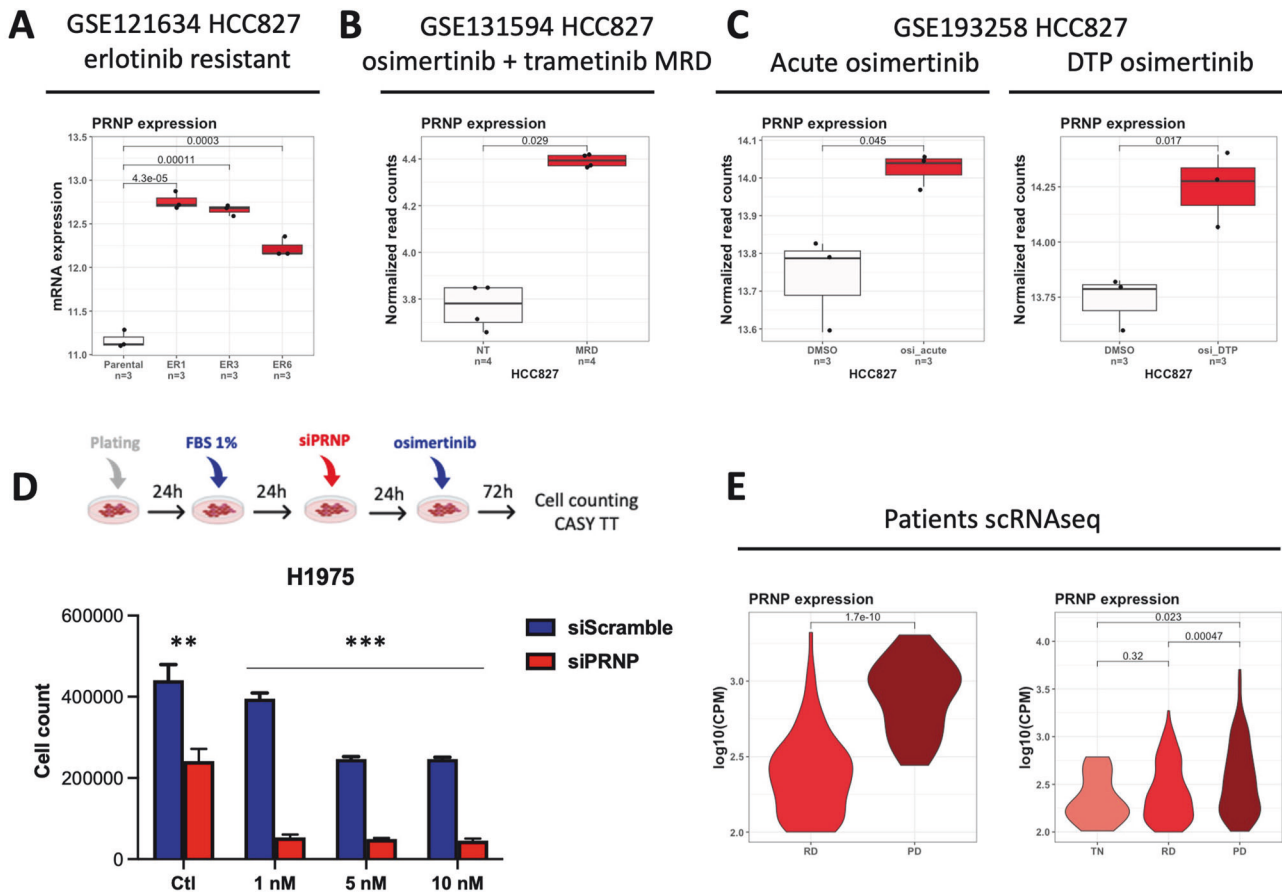 A
GSE121634 HCC827
erlotinib resistant
PRNP expression
mRNA expression
13.5
13.0
12.5
12.0
11.5
11.0
0.0003
0.00011
4.3e-05
Parental ER1 ER3 ER6
n=3 n=3 n=3 n=3
B
GSE131594 HCC827
osimertinib + trametinib MRD
PRNP expression
Normalized read counts
4.4
4.2
4.0
3.8
0.029
NT MRD
n=4 n=4
HCC827
C
GSE193258 HCC827
Acute osimertinib
PRNP expression
Normalized read counts
14.1
14.0
13.9
13.8
13.7
13.6
0.045
DMSO osi_acute
n=3 n=3
HCC827
DTP osimertinib
PRNP expression
Normalized read counts
14.25
14.00
13.75
0.017
DMSO osi_DTP
n=3 n=3
HCC827
D
Plating FBS 1% siPRNP osimertinib
24h 24h 24h 72h
Cell counting
CASY TT
H1975
Cell count
600000
400000
200000
0
** ***
siScramble
siPRNP
Ctl 1 nM 5 nM 10 nM
E
Patients scRNAseq
PRNP expression
log10(CPM)
3.0
2.5
2.0
1.7e-10
RD PD
PRNP expression
log10(CPM)
4.0
3.5
3.0
2.5
2.0
0.023
0.00047
0.32
TN RD PD